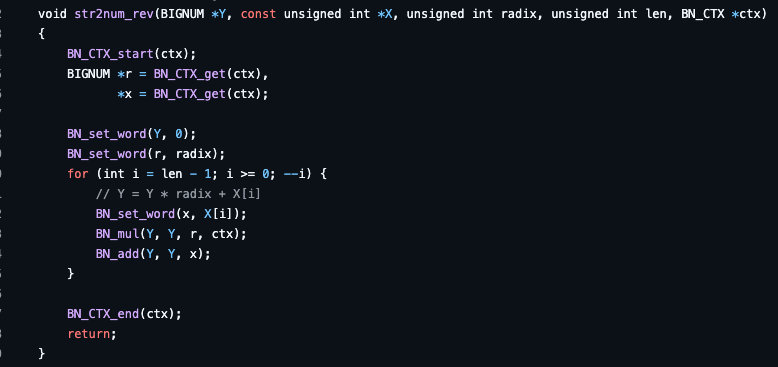 void str2num_rev(BIGNUM *Y, const unsigned int *X, unsigned int radix, unsigned int len, BN_CTX *ctx)
{
    BN_CTX_start(ctx);
    BIGNUM *r = BN_CTX_get(ctx),
           *x = BN_CTX_get(ctx);

    BN_set_word(Y, 0);
    BN_set_word(r, radix);
    for (int i = len - 1; i >= 0; --i) {
        // Y = Y * radix + X[i]
        BN_set_word(x, X[i]);
        BN_mul(Y, Y, r, ctx);
        BN_add(Y, Y, x);
    }

    BN_CTX_end(ctx);
    return;
}